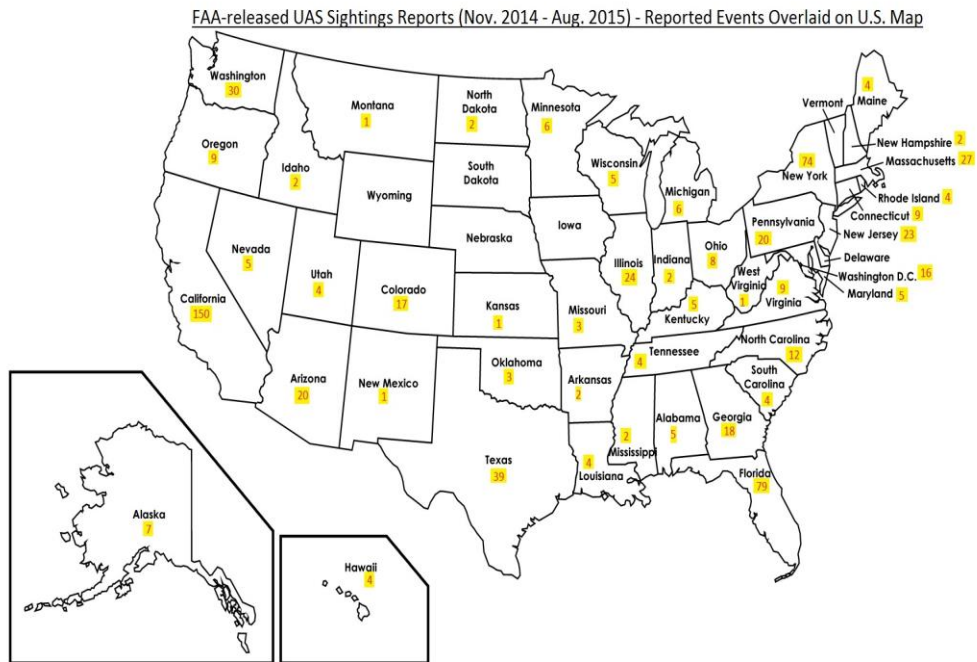 FAA-released UAS Sightings Reports (Nov. 2014 - Aug. 2015) - Reported Events Overlaid on U.S. Map
Washington
30
Oregon
9
California
150
Nevada
5
Idaho
2
Montana
1
Wyoming
Utah
4
Colorado
17
Arizona
20
New Mexico
1
North
Dakota
2
South
Dakota
Nebraska
Kansas
1
Oklahoma
3
Texas
39
Minnesota
6
Iowa
Missouri
3
Arkansas
2
4
Louisiana
Wisconsin
5
Illinois
24
Michigan
6
Indiana
2
Ohio
8
5
Kentucky
Tennessee
4
2
Mississippi
Alabama
5
Georgia
18
Florida
79
South
Carolina
4
North Carolina
12
West
Virginia
1
9
Virginia
Pennsylvania
20
74
New York
Vermont
4
Maine
New Hampshire 2
Massachusetts 27
Rhode Island 4
Connecticut 9
New Jersey 23
Delaware
Washington D.C. 16
Maryland 5
Alaska
7
Hawaii
4